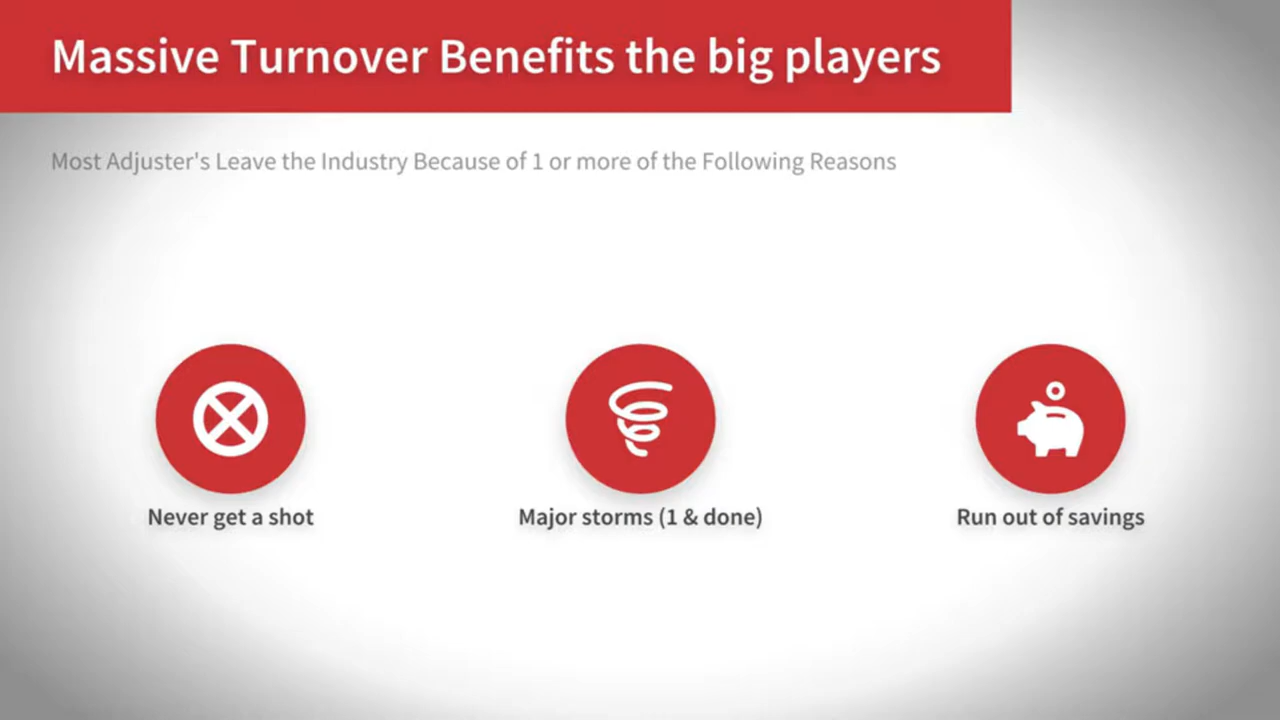 Massive Turnover Benefits the big players
Most Adjuster's Leave the Industry Because of 1 or more of the Following Reasons
Never get a shot
Major storms (1 & done)
Run out of savings